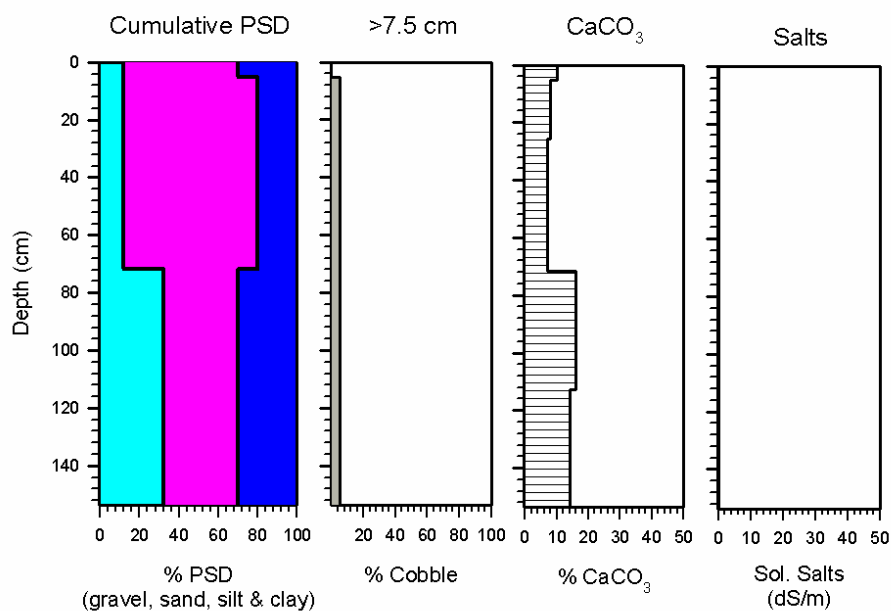 Cumulative PSD
>7.5 cm
CaCO3
Salts
0
20
40
60
80
100
120
140
Depth (cm)
0 20 40 60 80 100
0 20 40 60 80 100
0 10 20 30 40 50
0 10 20 30 40 50
% PSD
(gravel, sand, silt & clay)
% Cobble
% CaCO3
Sol. Salts
(dS/m)